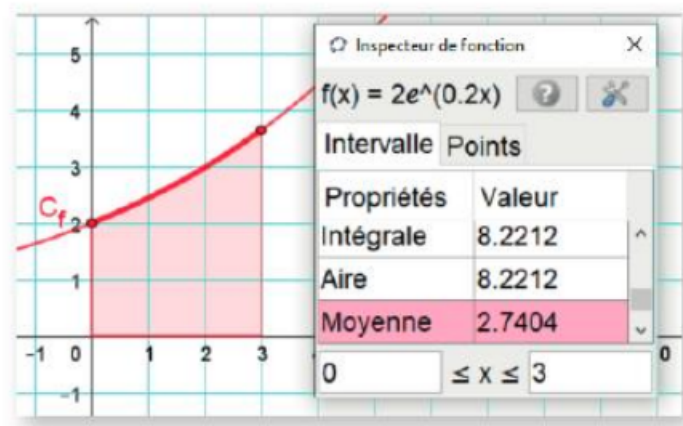 Inspecteur de fonction
f(x) = 2e^(0.2x)
Intervalle Points
Propriétés Valeur
Intégrale 8.2212
Aire 8.2212
Moyenne 2.7404
0 ≤ x ≤ 3
5
4
3
C_f 2
1
-1 0 1 2 3 0
-1